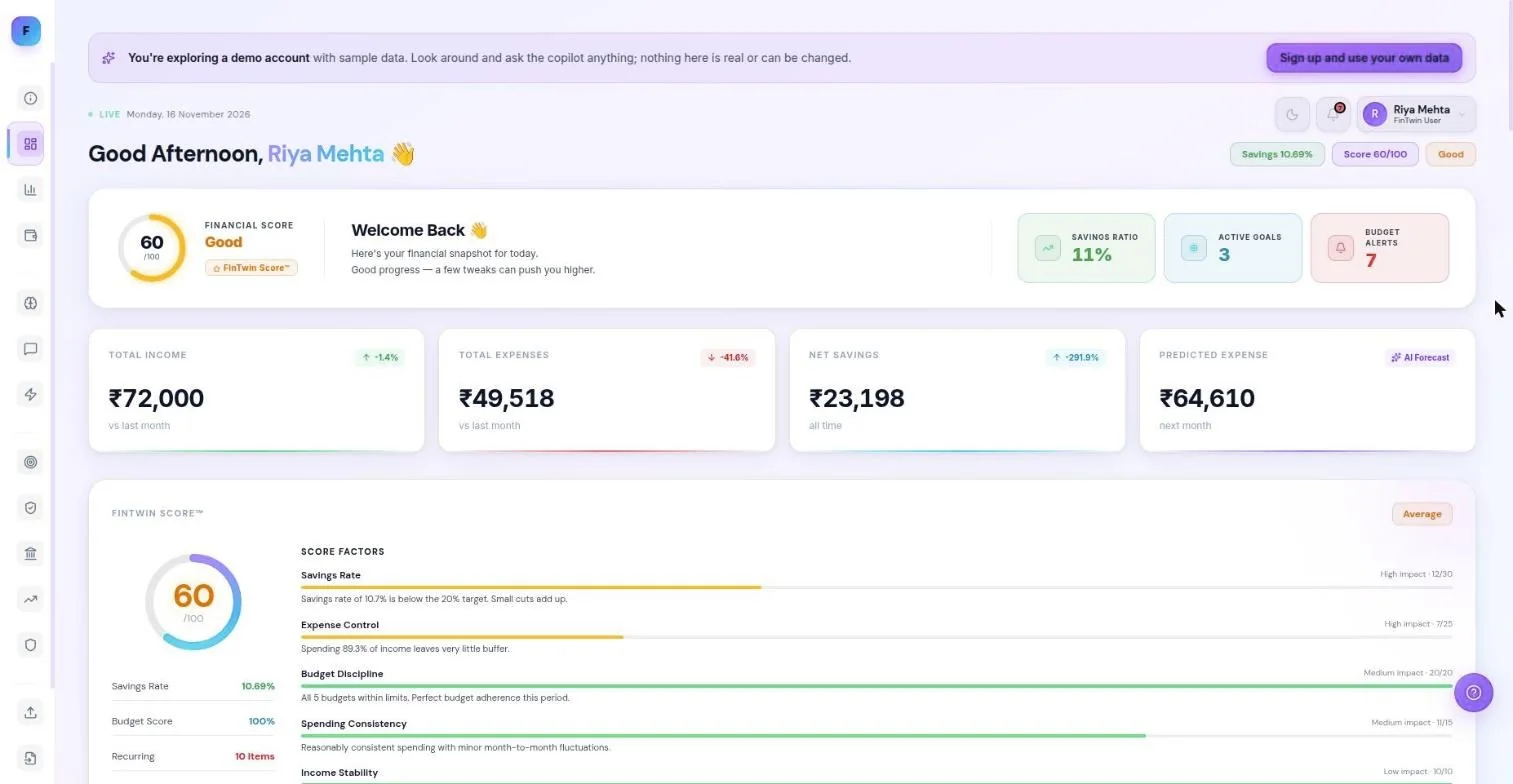 F
You're exploring a demo account with sample data. Look around and ask the copilot anything; nothing here is real or can be changed.
Sign up and use your own data
LIVE Monday, 16 November 2026
R
Riya Mehta
FinTwin User
Good Afternoon, Riya Mehta 👋
Savings 10.69%
Score 60/100
Good
60
/100
FINANCIAL SCORE
Good
FinTwin Score™
Welcome Back 👋
Here's your financial snapshot for today.
Good progress — a few tweaks can push you higher.
SAVINGS RATIO
11%
ACTIVE GOALS
3
BUDGET
ALERTS
7
TOTAL INCOME
↑ -1.4%
₹72,000
vs last month
TOTAL EXPENSES
↓ -41.6%
₹49,518
vs last month
NET SAVINGS
↑ -291.9%
₹23,198
all time
PREDICTED EXPENSE
AI Forecast
₹64,610
next month
FINTWIN SCORE™
Average
60
/100
Savings Rate 10.69%
Budget Score 100%
Recurring 10 Items
SCORE FACTORS
Savings Rate High impact · 12/30
Savings rate of 10.7% is below the 20% target. Small cuts add up.
Expense Control High impact · 7/25
Spending 89.3% of income leaves very little buffer.
Budget Discipline Medium impact · 20/20
All 5 budgets within limits. Perfect budget adherence this period.
Spending Consistency Medium impact · 11/15
Reasonably consistent spending with minor month-to-month fluctuations.
Income Stability Low impact · 10/10